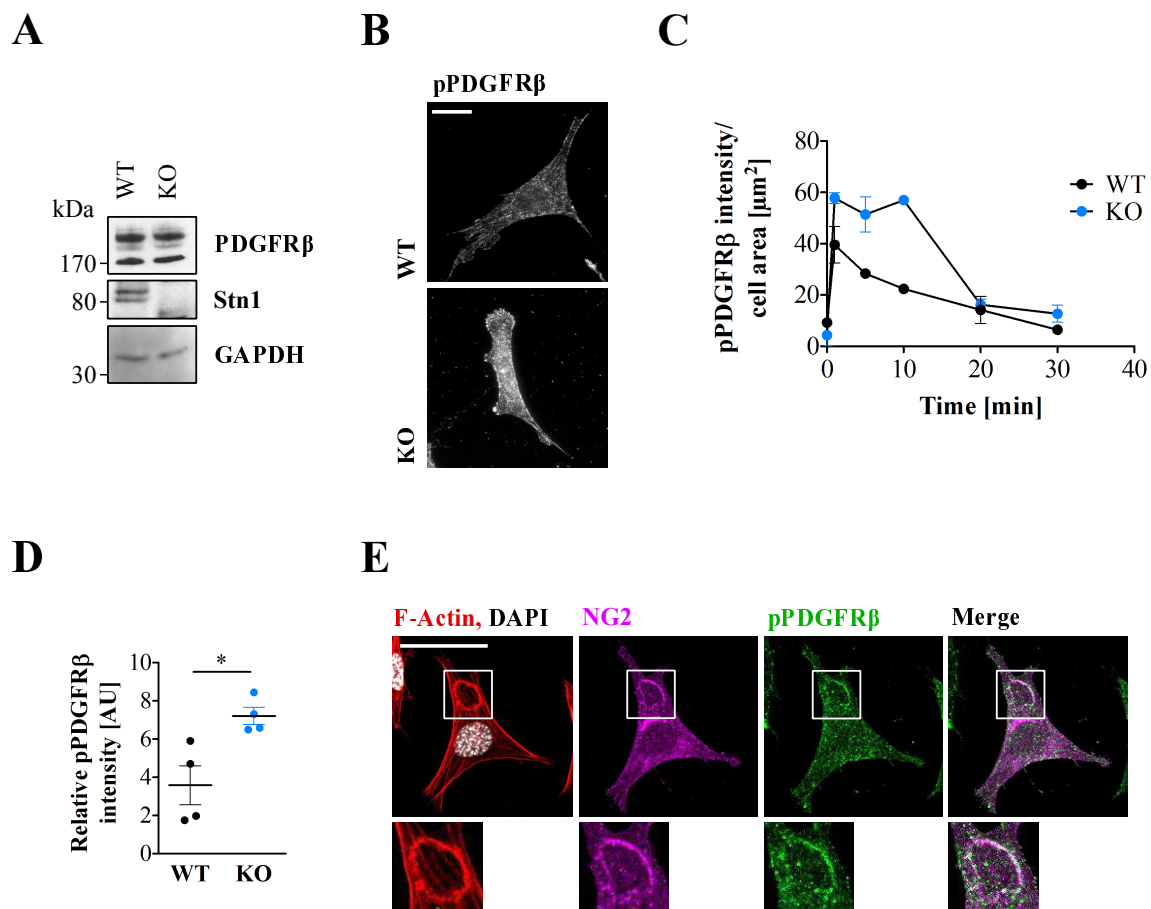 A
WT
KO
kDa
170
80
30
PDGFRβ
Stn1
GAPDH
B
pPDGFRβ
WT
KO
C
pPDGFRβ intensity/
cell area [µm²]
80
60
40
20
0
0
10
20
30
40
Time [min]
WT
KO
D
Relative pPDGFRβ
intensity [AU]
10
8
6
4
2
0
*
WT
KO
E
F-Actin, DAPI
NG2
pPDGFRβ
Merge